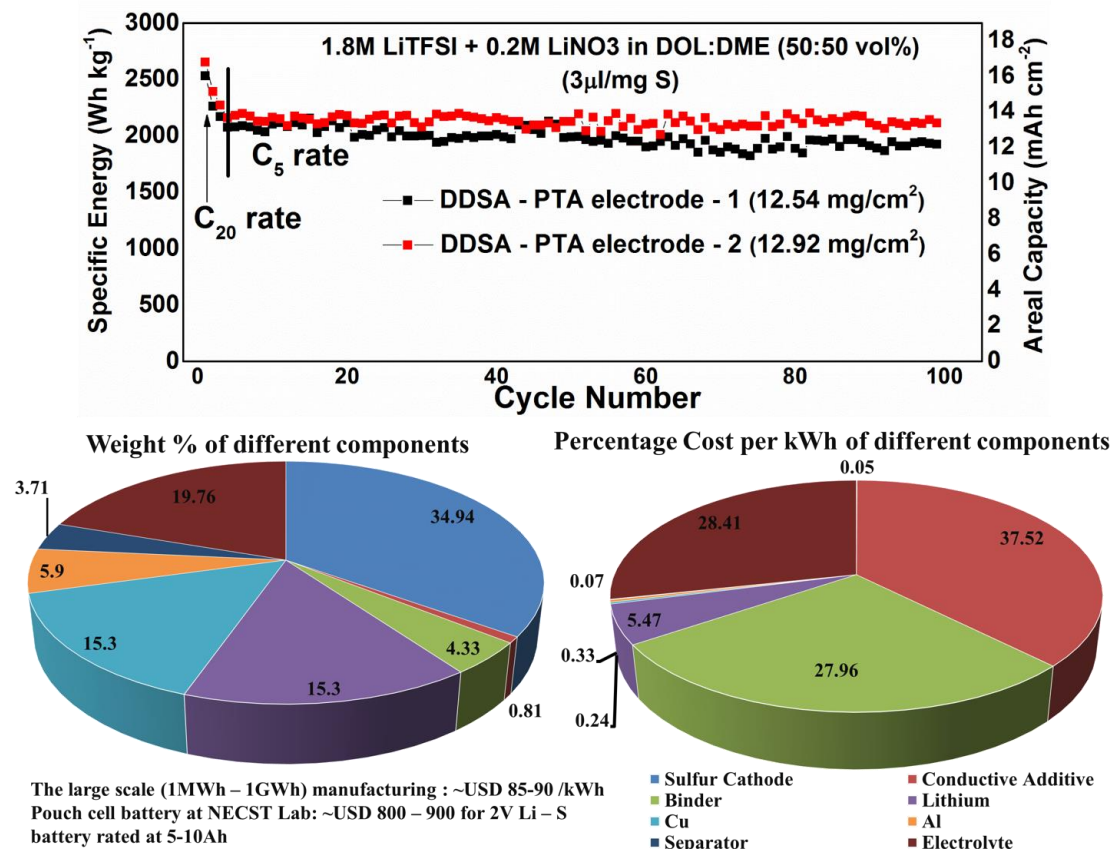 3000
2500
2000
1500
1000
500
0
Specific Energy (Wh kg⁻¹)
1.8M LiTFSI + 0.2M LiNO3 in DOL:DME (50:50 vol%)
(3µl/mg S)
C₅ rate
C₂₀ rate
DDSA - PTA electrode - 1 (12.54 mg/cm²)
DDSA - PTA electrode - 2 (12.92 mg/cm²)
18
16
14
12
10
8
6
4
2
0
Areal Capacity (mAh cm⁻²)
0 20 40 60 80 100
Cycle Number
Weight % of different components
3.71
19.76
34.94
5.9
15.3
15.3
4.33
0.81
Percentage Cost per kWh of different components
0.05
28.41
37.52
0.07
5.47
0.33
27.96
0.24
The large scale (1MWh – 1GWh) manufacturing : ~USD 85-90 /kWh
Pouch cell battery at NECST Lab: ~USD 800 – 900 for 2V Li – S
battery rated at 5-10Ah
Sulfur Cathode
Conductive Additive
Binder
Lithium
Cu
Al
Separator
Electrolyte